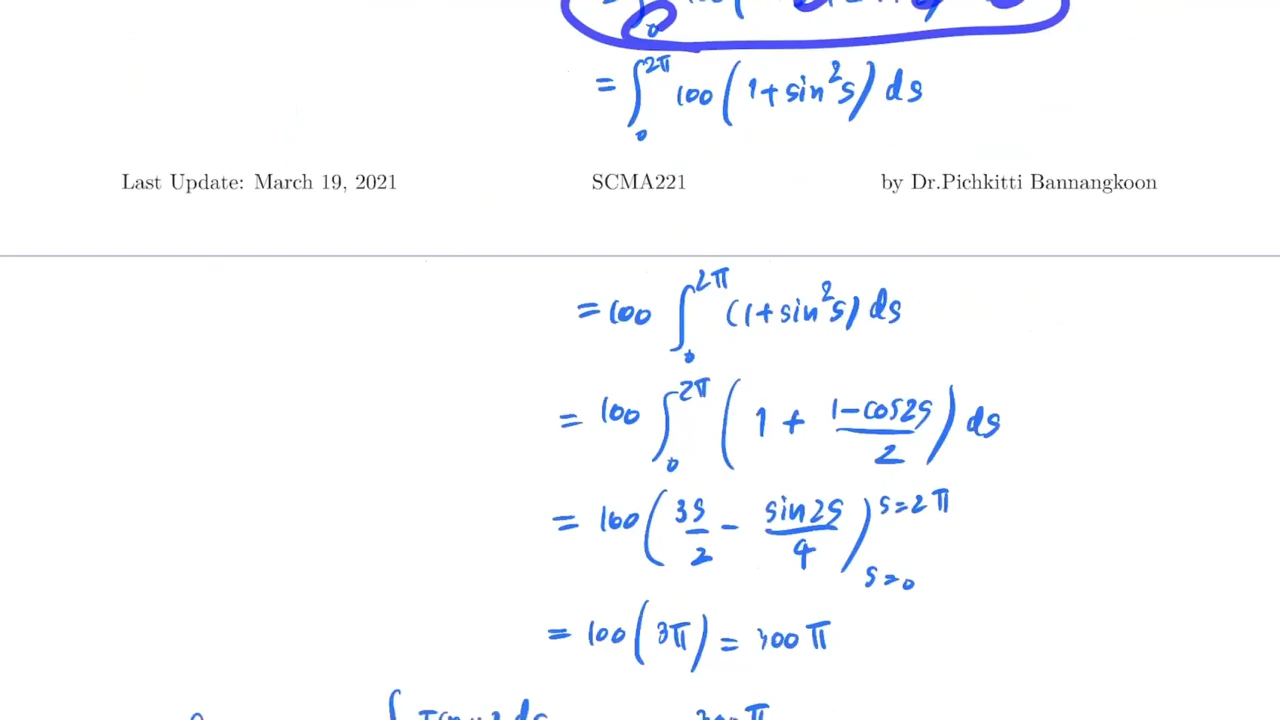 = ∫₀^{2π} 100 (1 + sin²s) ds
Last Update: March 19, 2021 SCMA221 by Dr.Pichkitti Bannangkoon
= 100 ∫₀^{2π} (1 + sin²s) ds
= 100 ∫₀^{2π} (1 + (1 - cos2s)/2) ds
= 100 (3s/2 - sin2s/4) s=2π s=0
= 100 (3π) = 300π